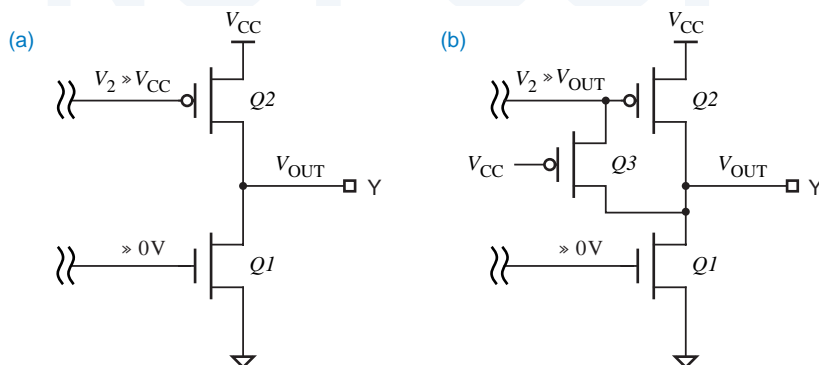 (a)
V_CC
V_2 » V_CC
Q2
V_OUT
Y
» 0V
Q1
(b)
V_CC
V_2 » V_OUT
Q2
V_CC
Q3
V_OUT
Y
» 0V
Q1